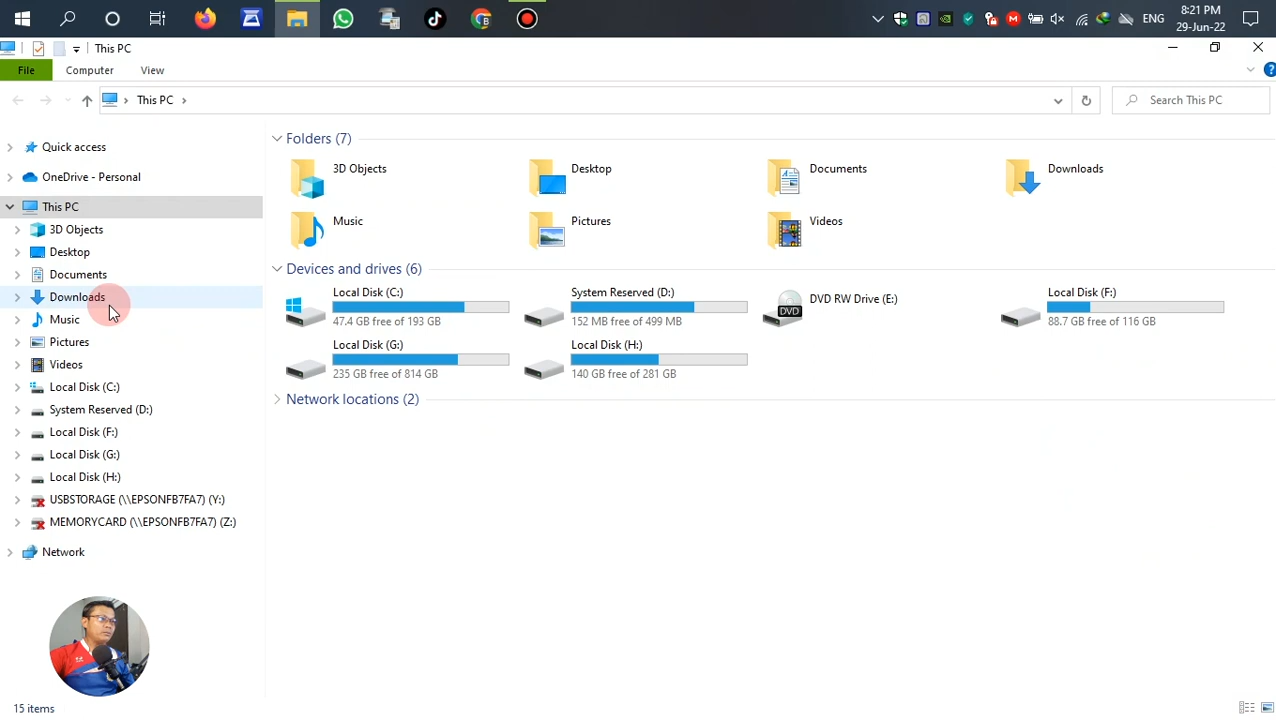 8:21 PM
ENG
29-Jun-22
This PC
File
Computer
View
This PC
Search This PC
Quick access
OneDrive - Personal
This PC
3D Objects
Desktop
Documents
Downloads
Music
Pictures
Videos
Local Disk (C:)
System Reserved (D:)
Local Disk (F:)
Local Disk (G:)
Local Disk (H:)
USBSTORAGE (\\EPSONFB7FA7) (Y:)
MEMORYCARD (\\EPSONFB7FA7) (Z:)
Network
Folders (7)
3D Objects
Desktop
Documents
Downloads
Music
Pictures
Videos
Devices and drives (6)
Local Disk (C:)
47.4 GB free of 193 GB
System Reserved (D:)
152 MB free of 499 MB
DVD RW Drive (E:)
DVD
Local Disk (F:)
88.7 GB free of 116 GB
Local Disk (G:)
235 GB free of 814 GB
Local Disk (H:)
140 GB free of 281 GB
Network locations (2)
15 items